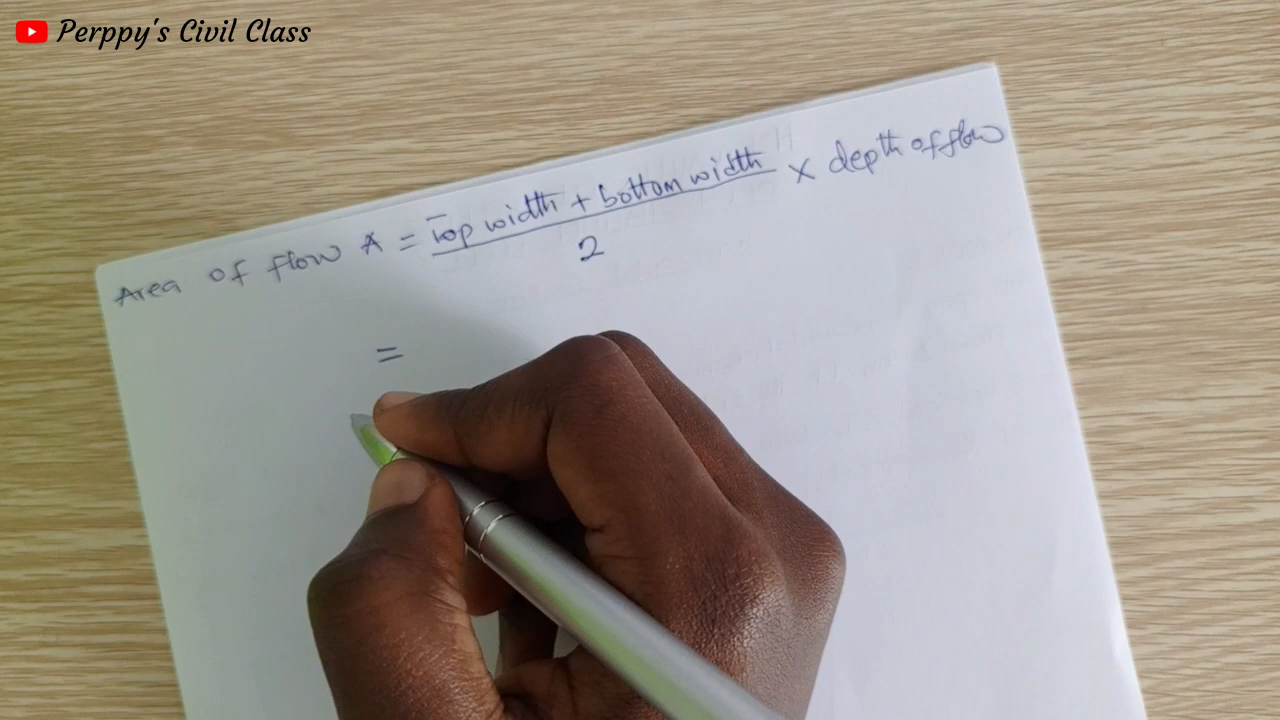 Perppy's Civil Class
Area of flow A = Top width + bottom width / 2 × depth of flow
=